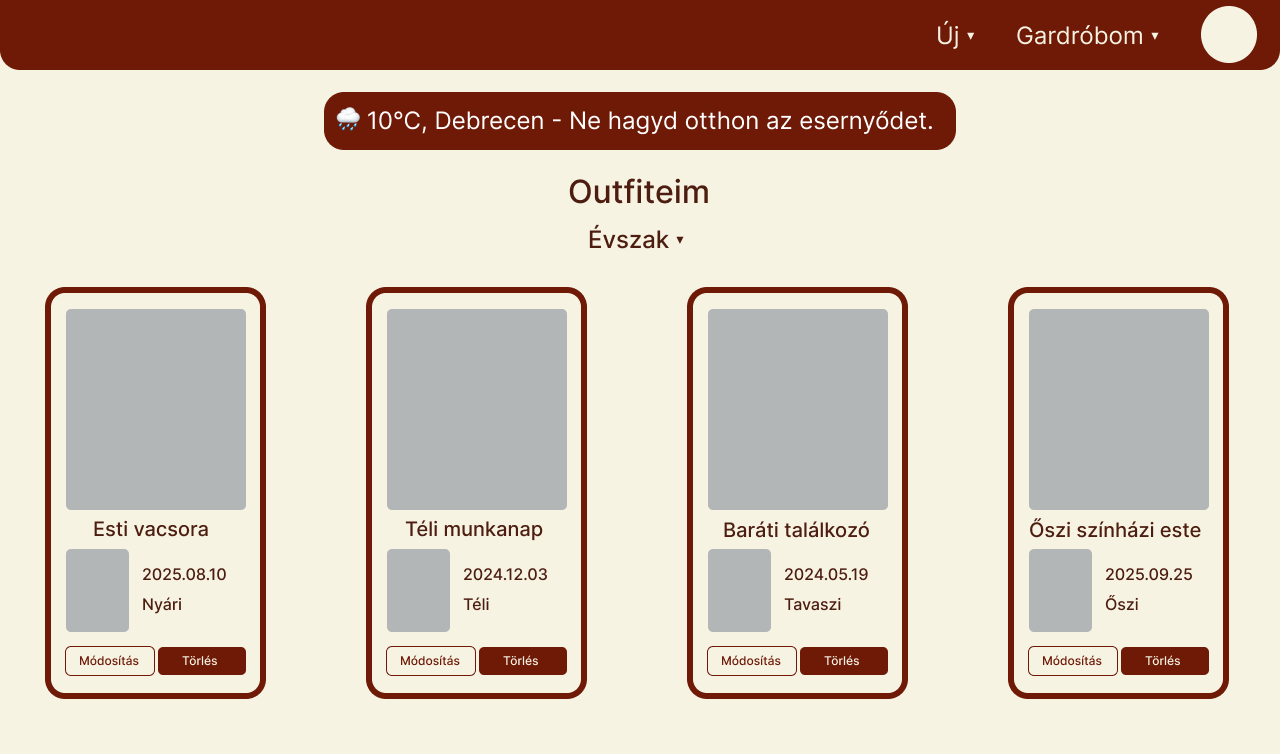 Új ▾ Gardróbom ▾
🌧️ 10°C, Debrecen - Ne hagyd otthon az esernyődet.
Outfiteim
Évszak ▾
Esti vacsora
2025.08.10
Nyári
Módosítás Törlés
Téli munkanap
2024.12.03
Téli
Módosítás Törlés
Baráti találkozó
2024.05.19
Tavaszi
Módosítás Törlés
Őszi színházi este
2025.09.25
Őszi
Módosítás Törlés